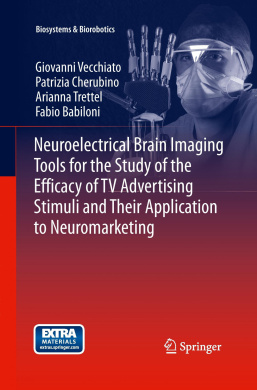 Biosystems & Biorobotics
Giovanni Vecchiato
Patrizia Cherubino
Arianna Trettel
Fabio Babiloni
Neuroelectrical Brain Imaging
Tools for the Study of the
Efficacy of TV Advertising
Stimuli and Their Application
to Neuromarketing
EXTRA
MATERIALS
extras.springer.com
Springer